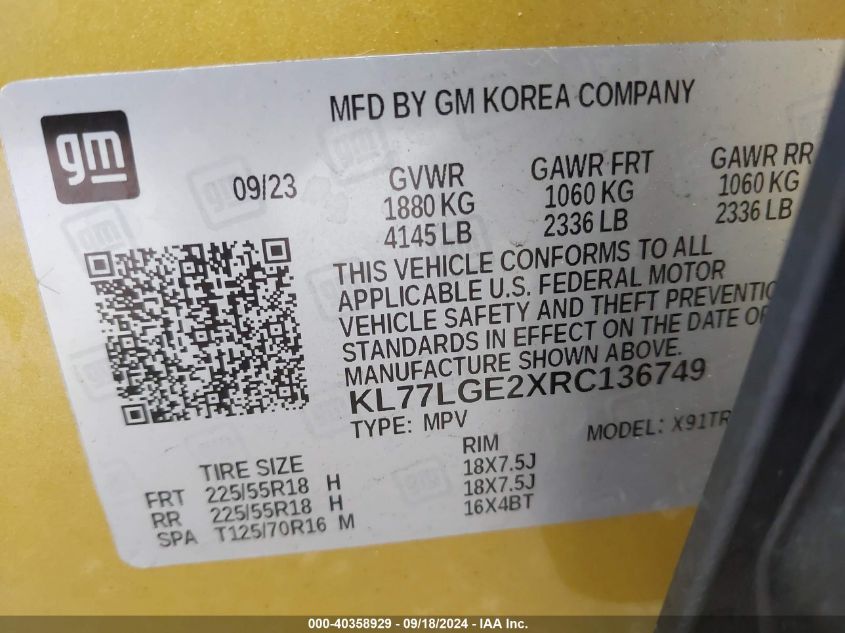 gm
MFD BY GM KOREA COMPANY
09/23
GVWR GAWR FRT GAWR RR
1880 KG 1060 KG 1060 KG
4145 LB 2336 LB 2336 LB
THIS VEHICLE CONFORMS TO ALL
APPLICABLE U.S. FEDERAL MOTOR
VEHICLE SAFETY AND THEFT PREVENTIO
STANDARDS IN EFFECT ON THE DATE OF
MANUFACTURE SHOWN ABOVE.
KL77LGE2XRC136749
TYPE: MPV MODEL: X91TR
TIRE SIZE RIM
FRT 225/55R18 H 18X7.5J
RR 225/55R18 H 18X7.5J
SPA T125/70R16 M 16X4BT
000-40358929 - 09/18/2024 - IAA Inc.